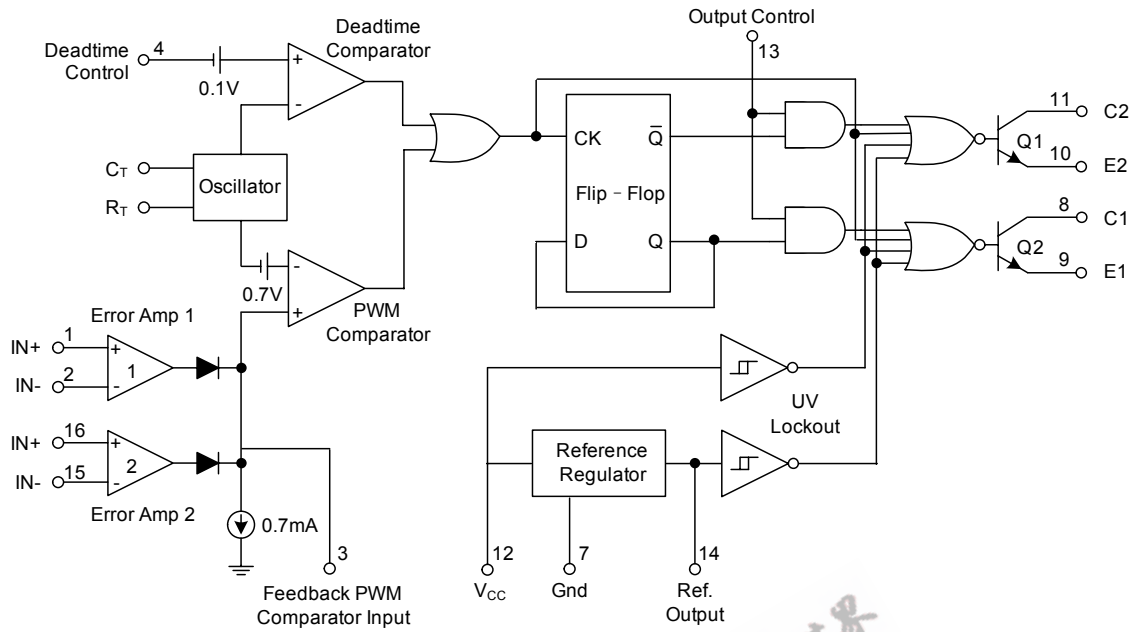 Output Control
13
Deadtime
Comparator
Deadtime
Control
4
0.1V
+
-
11
C2
CK
Q̄
Q1
10
E2
CT
RT
Oscillator
Flip - Flop
8
C1
D
Q
Q2
9
E1
0.7V
-
+
PWM
Comparator
Error Amp 1
IN+
1
+
IN-
2
-
1
UV
Lockout
IN+
16
+
IN-
15
-
2
Reference
Regulator
Error Amp 2
0.7mA
3
12
7
14
Feedback PWM
Comparator Input
VCC
Gnd
Ref.
Output